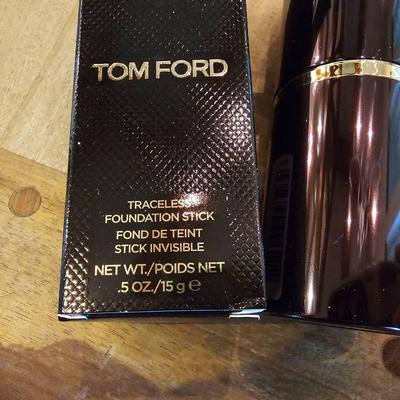 TOM FORD
TRACELESS
FOUNDATION STICK
FOND DE TEINT
STICK INVISIBLE
NET WT./POIDS NET
.5 OZ./15 g ℮